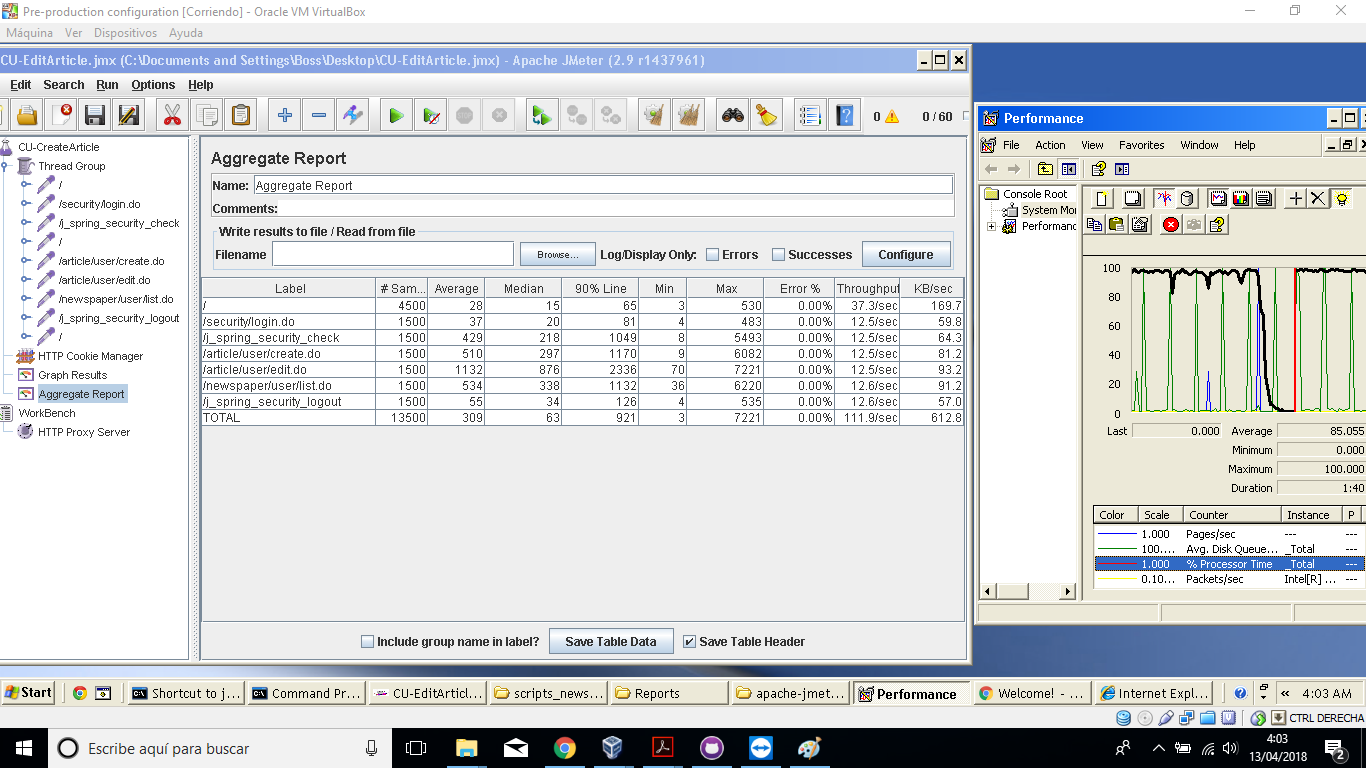 Pre-production configuration [Corriendo] - Oracle VM VirtualBox
Máquina Ver Dispositivos Ayuda
CU-EditArticle.jmx (C:\Documents and Settings\Boss\Desktop\CU-EditArticle.jmx) - Apache JMeter (2.9 r1437961)
Edit Search Run Options Help
0 0 / 60
CU-CreateArticle
Thread Group
/
/security/login.do
/j_spring_security_check
/
/article/user/create.do
/article/user/edit.do
/newspaper/user/list.do
/j_spring_security_logout
/
HTTP Cookie Manager
Graph Results
Aggregate Report
WorkBench
HTTP Proxy Server
Aggregate Report
Name: Aggregate Report
Comments:
Write results to file / Read from file
Filename Browse... Log/Display Only: Errors Successes Configure
Label # Sam... Average Median 90% Line Min Max Error % Throughput KB/sec
/ 4500 28 15 65 3 530 0.00% 37.3/sec 169.7
/security/login.do 1500 37 20 81 4 483 0.00% 12.5/sec 59.8
/j_spring_security_check 1500 429 218 1049 8 5493 0.00% 12.5/sec 64.3
/article/user/create.do 1500 510 297 1170 9 6082 0.00% 12.5/sec 81.2
/article/user/edit.do 1500 1132 876 2336 70 7221 0.00% 12.5/sec 93.2
/newspaper/user/list.do 1500 534 338 1132 36 6220 0.00% 12.6/sec 91.2
/j_spring_security_logout 1500 55 34 126 4 535 0.00% 12.6/sec 57.0
TOTAL 13500 309 63 921 3 7221 0.00% 111.9/sec 612.8
Include group name in label? Save Table Data Save Table Header
Performance
File Action View Favorites Window Help
Console Root
System Mo
Performanc
100
80
60
40
20
0
Last 0.000 Average 85.055
Minimum 0.000
Maximum 100.000
Duration 1:40
Color Scale Counter Instance P
1.000 Pages/sec --- ---
100.... Avg. Disk Queue... _Total ---
1.000 % Processor Time _Total ---
0.10... Packets/sec Intel[R] ... ---
Start Shortcut to j... Command Pr... CU-EditArticl... scripts_news... Reports apache-jmet... Performance Welcome! - ... Internet Expl... « 4:03 AM
CTRL DERECHA
Escribe aquí para buscar
4:03
13/04/2018
2